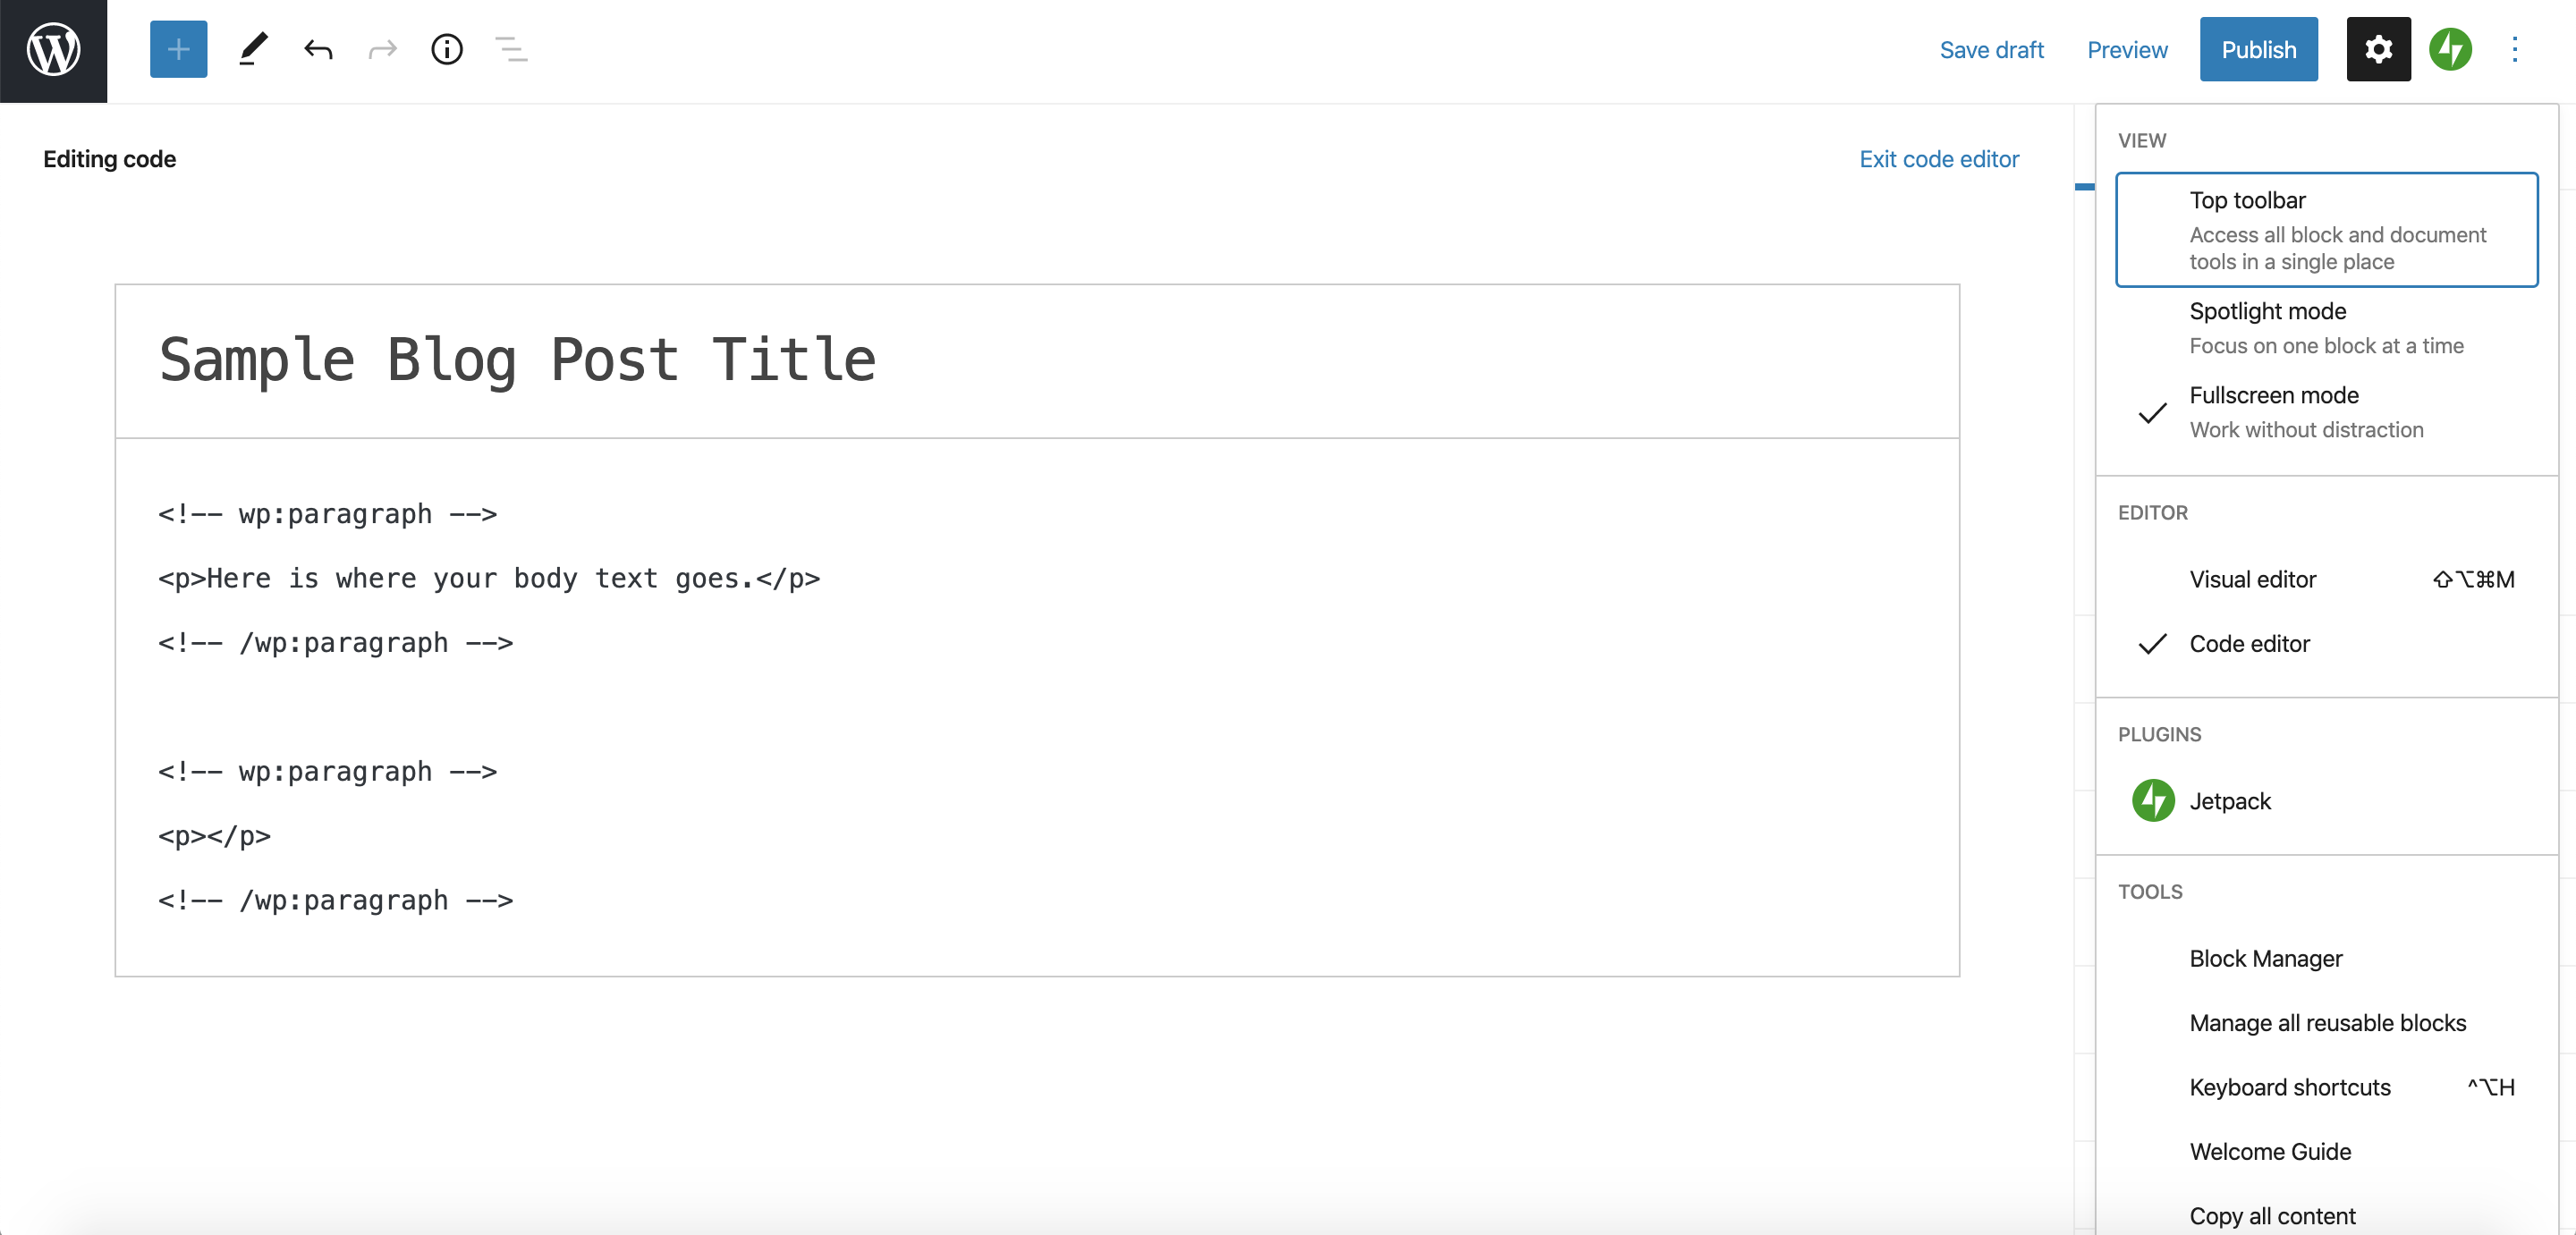 Save draft Preview Publish
Editing code Exit code editor
Sample Blog Post Title
<!-- wp:paragraph -->
<p>Here is where your body text goes.</p>
<!-- /wp:paragraph -->
<!-- wp:paragraph -->
<p></p>
<!-- /wp:paragraph -->
VIEW
Top toolbar
Access all block and document
tools in a single place
Spotlight mode
Focus on one block at a time
Fullscreen mode
Work without distraction
EDITOR
Visual editor ⇧⌥⌘M
Code editor
PLUGINS
Jetpack
TOOLS
Block Manager
Manage all reusable blocks
Keyboard shortcuts ^⌥H
Welcome Guide
Copy all content